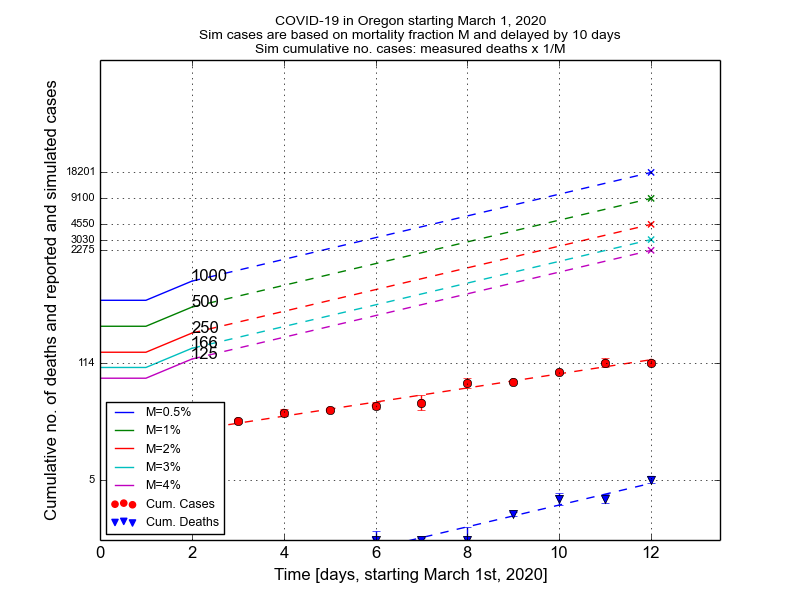 COVID-19 in Oregon starting March 1, 2020
Sim cases are based on mortality fraction M and delayed by 10 days
Sim cumulative no. cases: measured deaths x 1/M
Cumulative no. of deaths and reported and simulated cases
18201
9100
4550
3030
2275
114
5
1000
500
250
166
125
M=0.5%
M=1%
M=2%
M=3%
M=4%
Cum. Cases
Cum. Deaths
0 2 4 6 8 10 12
Time [days, starting March 1st, 2020]